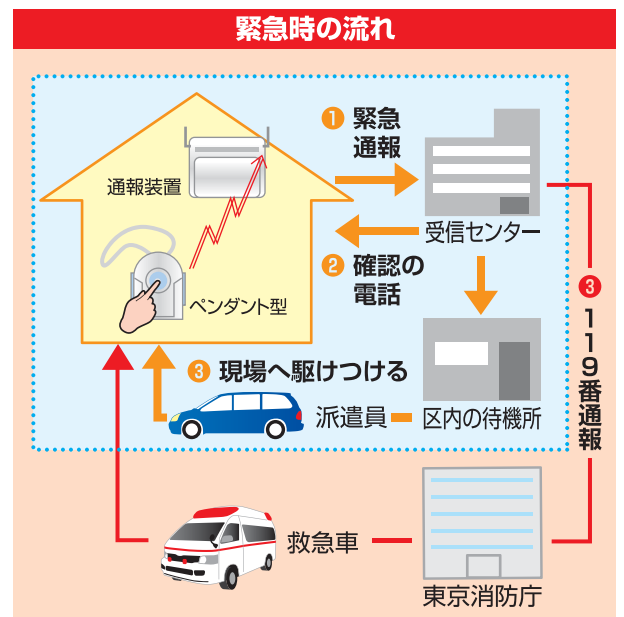 緊急時の流れ
❶ 緊急
通報
通報装置
受信センター
❷ 確認の
電話
ペンダント型
❸ 119番通報
❸ 現場へ駆けつける
派遣員
区内の待機所
救急車
東京消防庁